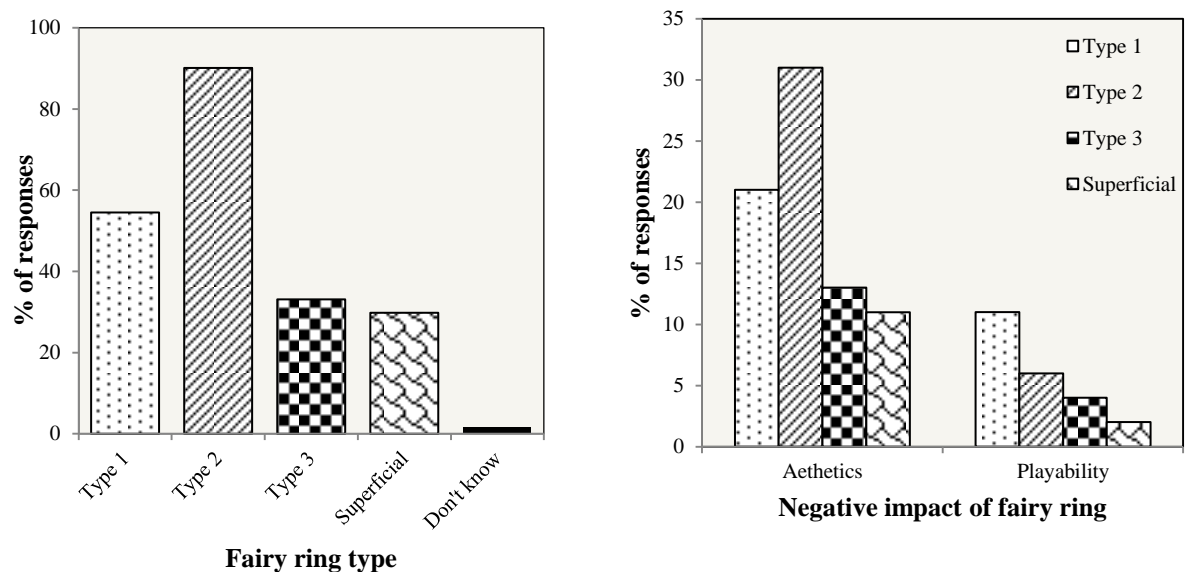 % of responses
100
80
60
40
20
0
Type 1
Type 2
Type 3
Superficial
Don't know
Fairy ring type
% of responses
35
30
25
20
15
10
5
0
Type 1
Type 2
Type 3
Superficial
Aethetics
Playability
Negative impact of fairy ring